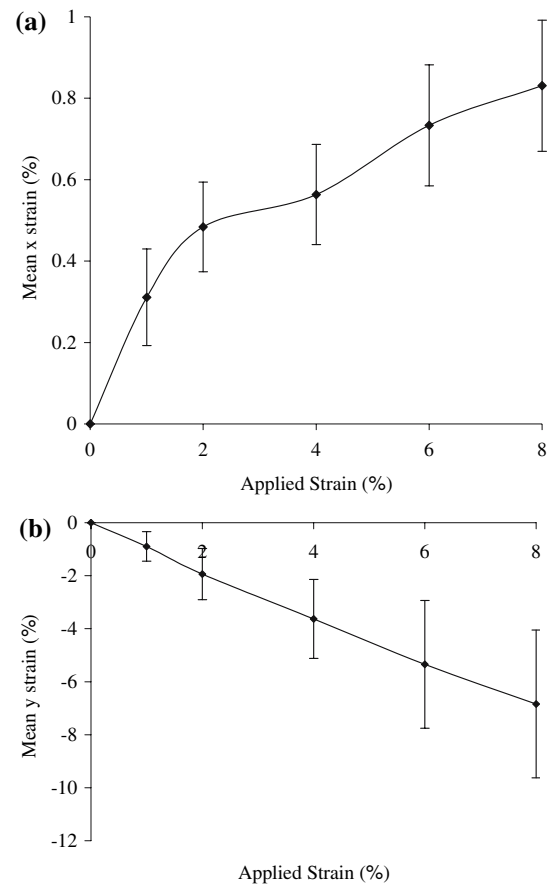 (a)
1
0.8
0.6
0.4
0.2
0
Mean x strain (%)
0 2 4 6 8
Applied Strain (%)
(b)
0
-2
-4
-6
-8
-10
-12
Mean y strain (%)
0 2 4 6 8
Applied Strain (%)